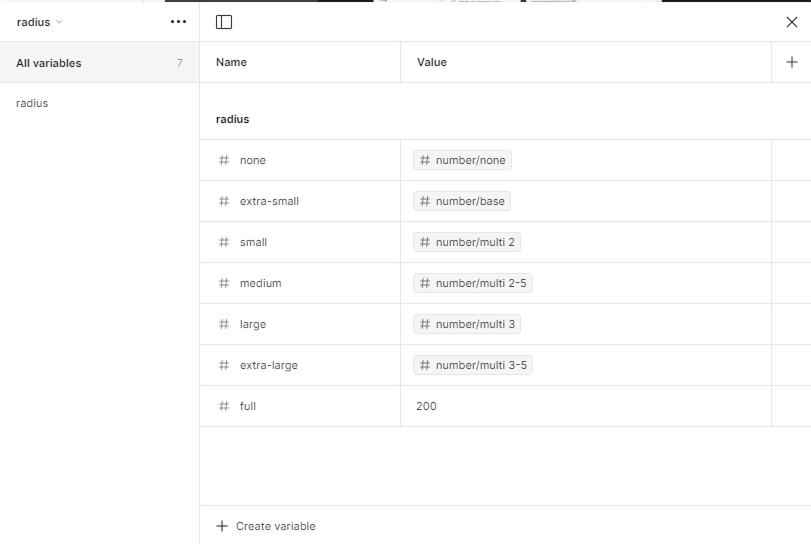 radius
All variables 7
radius
Name Value
radius
none number/none
extra-small number/base
small number/multi 2
medium number/multi 2-5
large number/multi 3
extra-large number/multi 3-5
full 200
Create variable